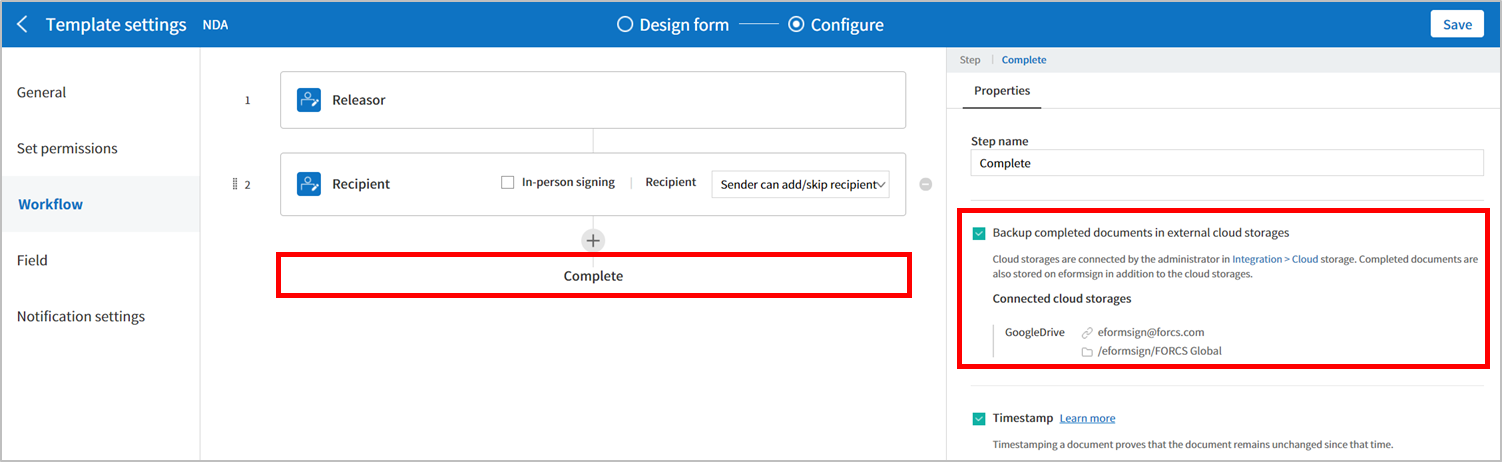 Template settings NDA
Design form
Configure
Save
General
Set permissions
Workflow
Field
Notification settings
1 Releasor
2 Recipient In-person signing Recipient Sender can add/skip recipient
Complete
Step | Complete
Properties
Step name
Complete
Backup completed documents in external cloud storages
Cloud storages are connected by the administrator in Integration > Cloud storage. Completed documents are
also stored on eformsign in addition to the cloud storages.
Connected cloud storages
GoogleDrive eformsign@forcs.com
/eformsign/FORCS Global
Timestamp Learn more
Timestamping a document proves that the document remains unchanged since that time.